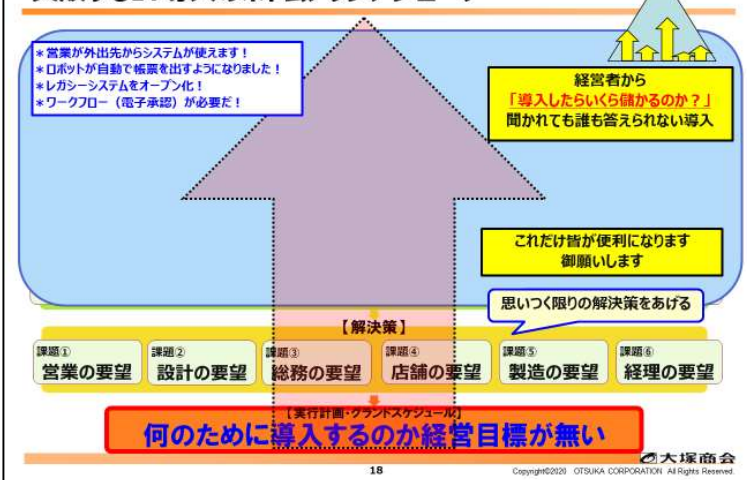 *営業が外出先からシステムが使えます！
*ロボットが自動で帳票を出すようになりました！
*レガシーシステムをオープン化！
*ワークフロー（電子承認）が必要だ！
経営者から
「導入したらいくら儲かるのか？」
聞かれても誰も答えられない導入
これだけ皆が便利になります
御願いします
思いつく限りの解決策をあげる
【解決策】
課題①
営業の要望
課題②
設計の要望
課題③
総務の要望
課題④
店舗の要望
課題⑤
製造の要望
課題⑥
経理の要望
【実行計画・グランドスケジュール】
何のために導入するのか経営目標が無い
大塚商会
18
Copyright©2020 OTSUKA CORPORATION All Rights Reserved.